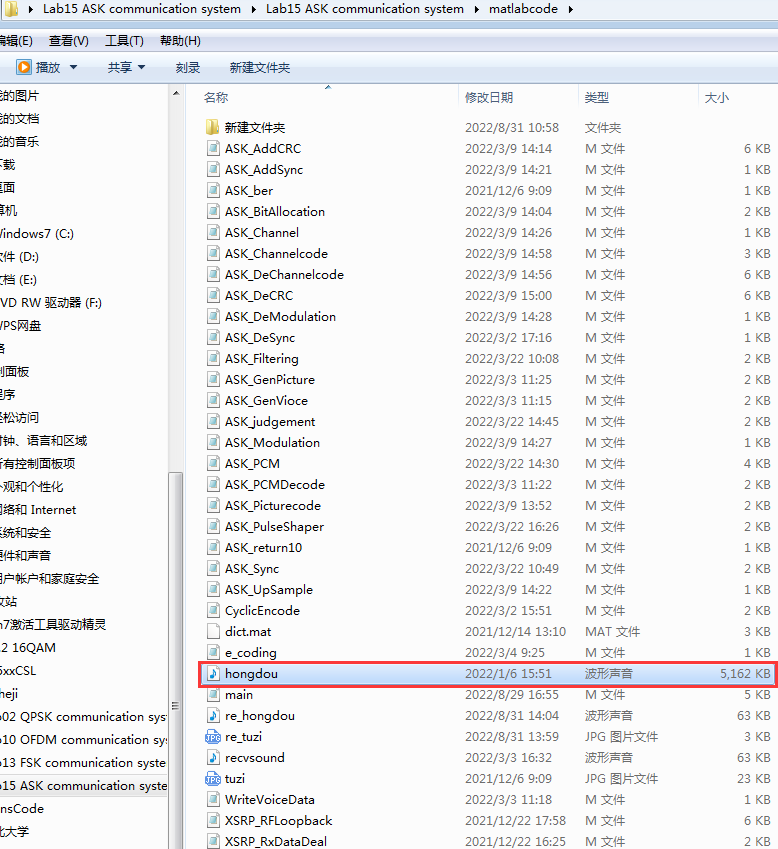 Lab15 ASK communication system Lab15 ASK communication system matlabcode
编辑(E) 查看(V) 工具(T) 帮助(H)
播放 共享 刻录 新建文件夹
我的图片
我的文档
我的音乐
下载
桌面
算机
Windows7 (C:)
软件 (D:)
文档 (E:)
VD RW 驱动器 (F:)
WPS网盘
络
制面板
程序
轻松访问
时钟、语言和区域
所有控制面板项
外观和个性化
网络和 Internet
系统和安全
硬件和声音
用户帐户和家庭安全
收站
n7激活工具驱动精灵
.2 16QAM
5xxCSL
heji
b02 QPSK communication sys
b10 OFDM communication sy
b13 FSK communication syste
b15 ASK communication syste
nsCode
北大学
名称 修改日期 类型 大小
新建文件夹 2022/8/31 10:58 文件夹
ASK_AddCRC 2022/3/9 14:14 M 文件 6 KB
ASK_AddSync 2022/3/9 14:21 M 文件 1 KB
ASK_ber 2021/12/6 9:09 M 文件 1 KB
ASK_BitAllocation 2022/3/9 14:04 M 文件 2 KB
ASK_Channel 2022/3/9 14:26 M 文件 1 KB
ASK_Channelcode 2022/3/9 14:58 M 文件 3 KB
ASK_DeChannelcode 2022/3/9 14:56 M 文件 6 KB
ASK_DeCRC 2022/3/9 15:00 M 文件 6 KB
ASK_DeModulation 2022/3/9 14:28 M 文件 1 KB
ASK_DeSync 2022/3/2 17:16 M 文件 1 KB
ASK_Filtering 2022/3/22 10:08 M 文件 2 KB
ASK_GenPicture 2022/3/3 11:25 M 文件 2 KB
ASK_GenVioce 2022/3/3 11:15 M 文件 2 KB
ASK_judgement 2022/3/22 14:45 M 文件 2 KB
ASK_Modulation 2022/3/9 14:27 M 文件 1 KB
ASK_PCM 2022/3/22 14:30 M 文件 4 KB
ASK_PCMDecode 2022/3/3 11:22 M 文件 2 KB
ASK_Picturecode 2022/3/9 13:52 M 文件 2 KB
ASK_PulseShaper 2022/3/22 16:26 M 文件 2 KB
ASK_return10 2021/12/6 9:09 M 文件 1 KB
ASK_Sync 2022/3/22 10:49 M 文件 2 KB
ASK_UpSample 2022/3/9 14:22 M 文件 1 KB
CyclicEncode 2022/3/2 15:51 M 文件 2 KB
dict.mat 2021/12/14 13:10 MAT 文件 3 KB
e_coding 2022/3/4 9:25 M 文件 1 KB
hongdou 2022/1/6 15:51 波形声音 5,162 KB
main 2022/8/29 16:55 M 文件 5 KB
re_hongdou 2022/8/31 14:04 波形声音 63 KB
re_tuzi 2022/8/31 13:59 JPG 图片文件 3 KB
recvsound 2022/3/3 16:32 波形声音 63 KB
tuzi 2021/12/6 9:09 JPG 图片文件 23 KB
WriteVoiceData 2022/3/3 11:18 M 文件 1 KB
XSRP_RFLoopback 2021/12/22 17:58 M 文件 6 KB
XSRP_RxDataDeal 2021/12/22 16:25 M 文件 2 KB